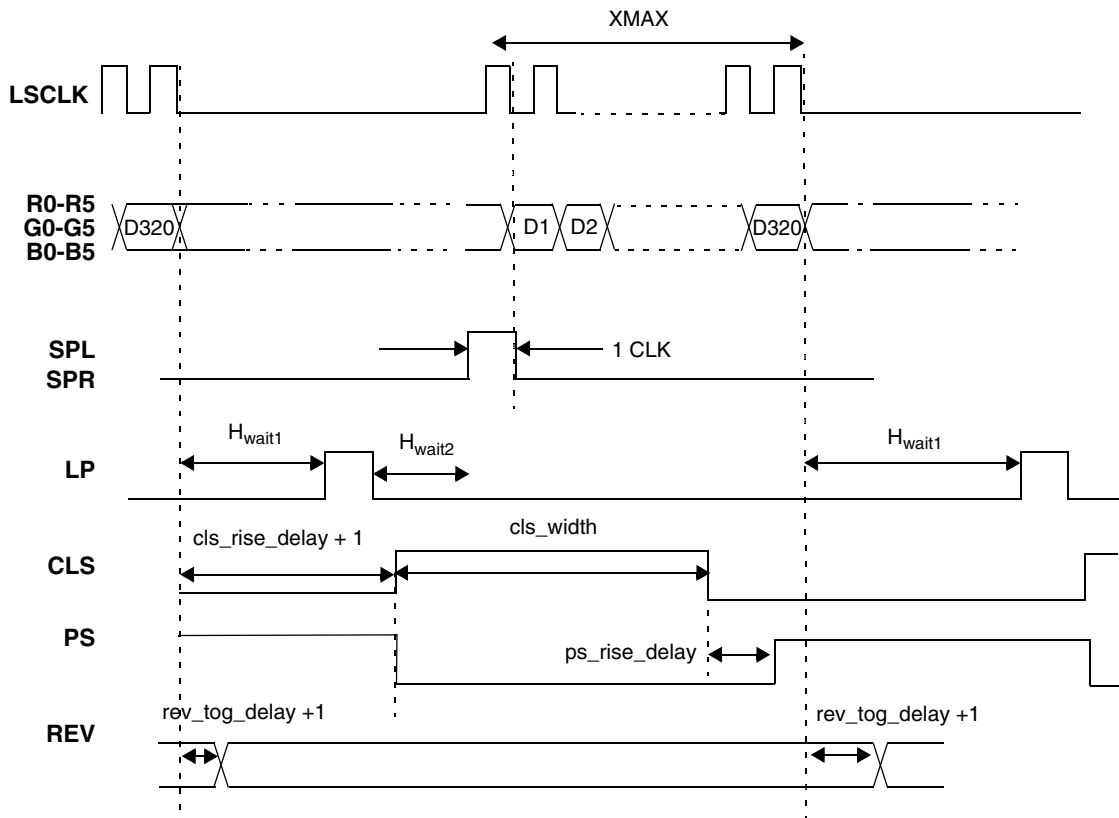 XMAX
LSCLK
R0-R5
G0-G5
B0-B5
D320
D1
D2
D320
SPL
SPR
1 CLK
LP
Hwait1
Hwait2
Hwait1
CLS
cls_rise_delay + 1
cls_width
PS
ps_rise_delay
REV
rev_tog_delay +1
rev_tog_delay +1